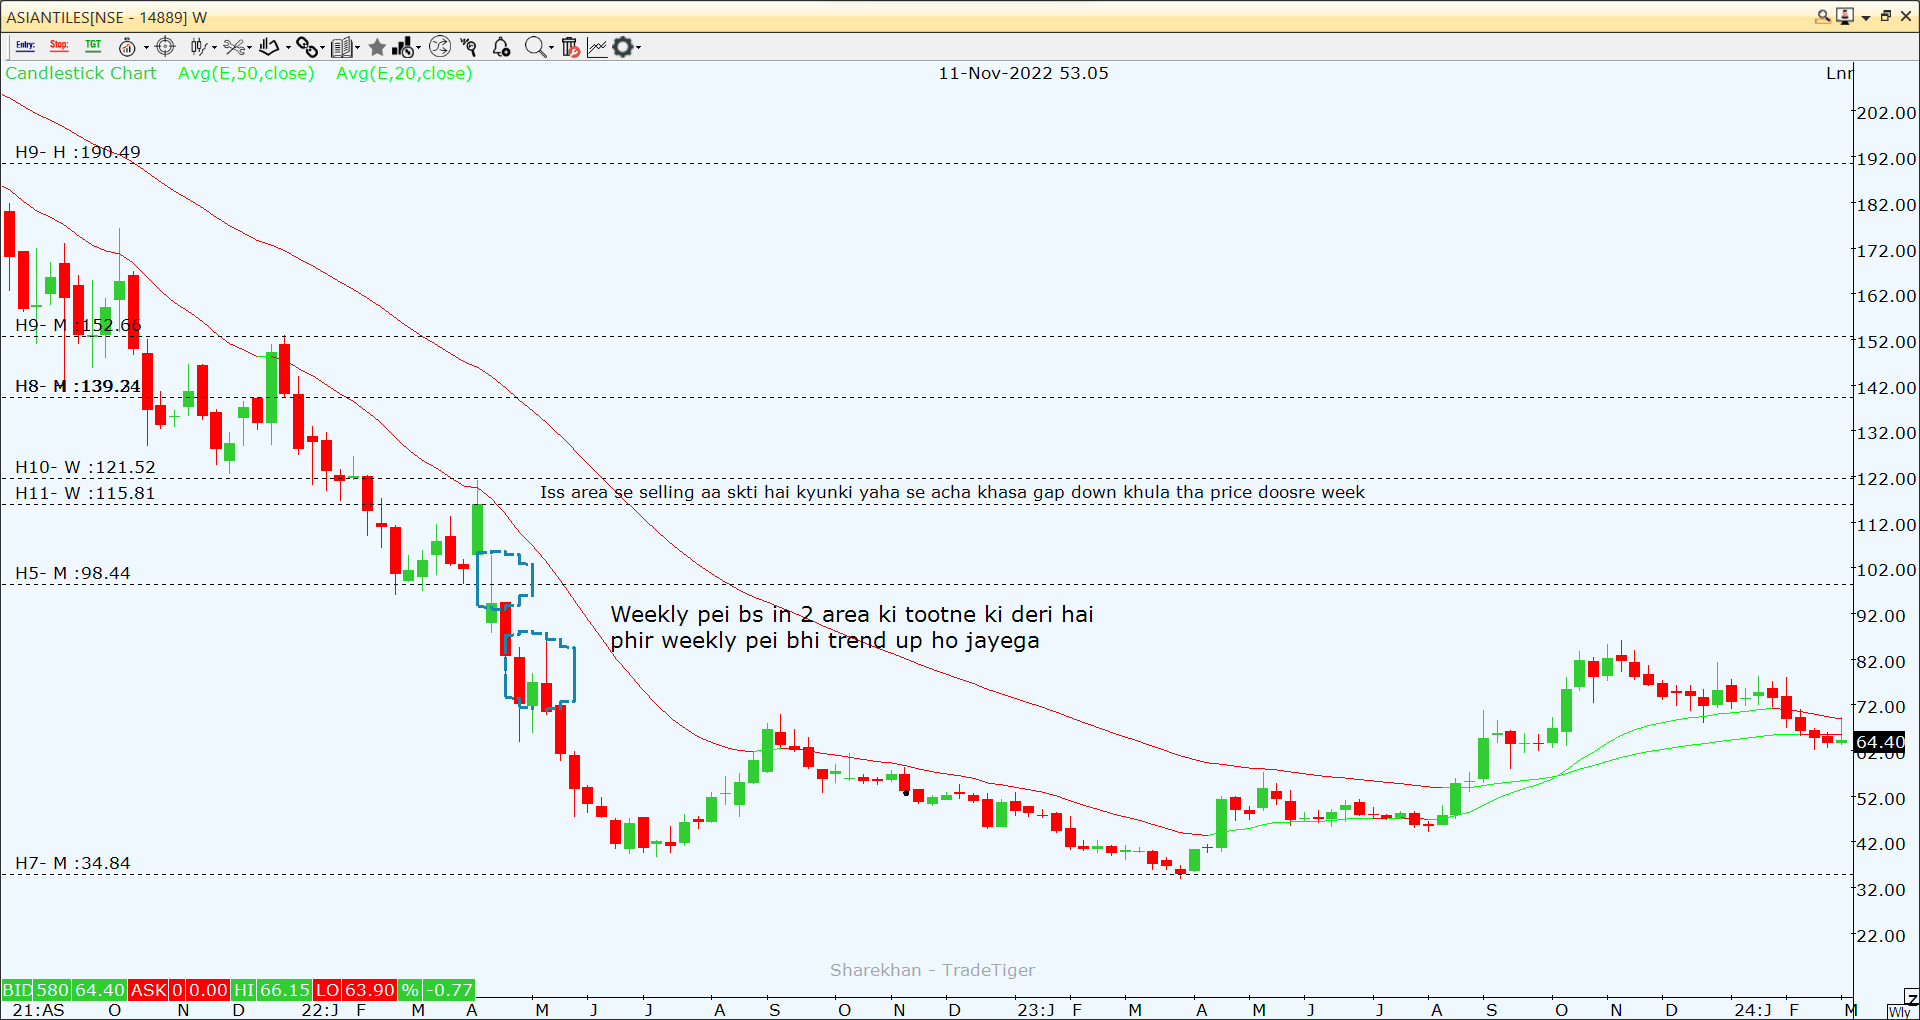 ASIANTILES[NSE - 14889] W
Entry: Stop: TGT
Candlestick Chart Avg(E,50,close) Avg(E,20,close) 11-Nov-2022 53.05 Lnr
202.00
H9- H :190.49
192.00
182.00
172.00
162.00
H9- M :152.66
152.00
H8- M :139.24
142.00
132.00
H10- W :121.52
122.00
H11- W :115.81
Iss area se selling aa skti hai kyunki yaha se acha khasa gap down khula tha price doosre week
112.00
H5- M :98.44
102.00
Weekly pei bs in 2 area ki tootne ki deri hai
92.00
phir weekly pei bhi trend up ho jayega
82.00
72.00
64.40
62.00
52.00
42.00
H7- M :34.84
32.00
22.00
Sharekhan - TradeTiger
BID 580 64.40 ASK 0 0.00 HI 66.15 LO 63.90 % -0.77
21:AS O N D 22:J F M A M J J A S O N D 23:J F M A M J J A S O N D 24:J F M
Z
Wly